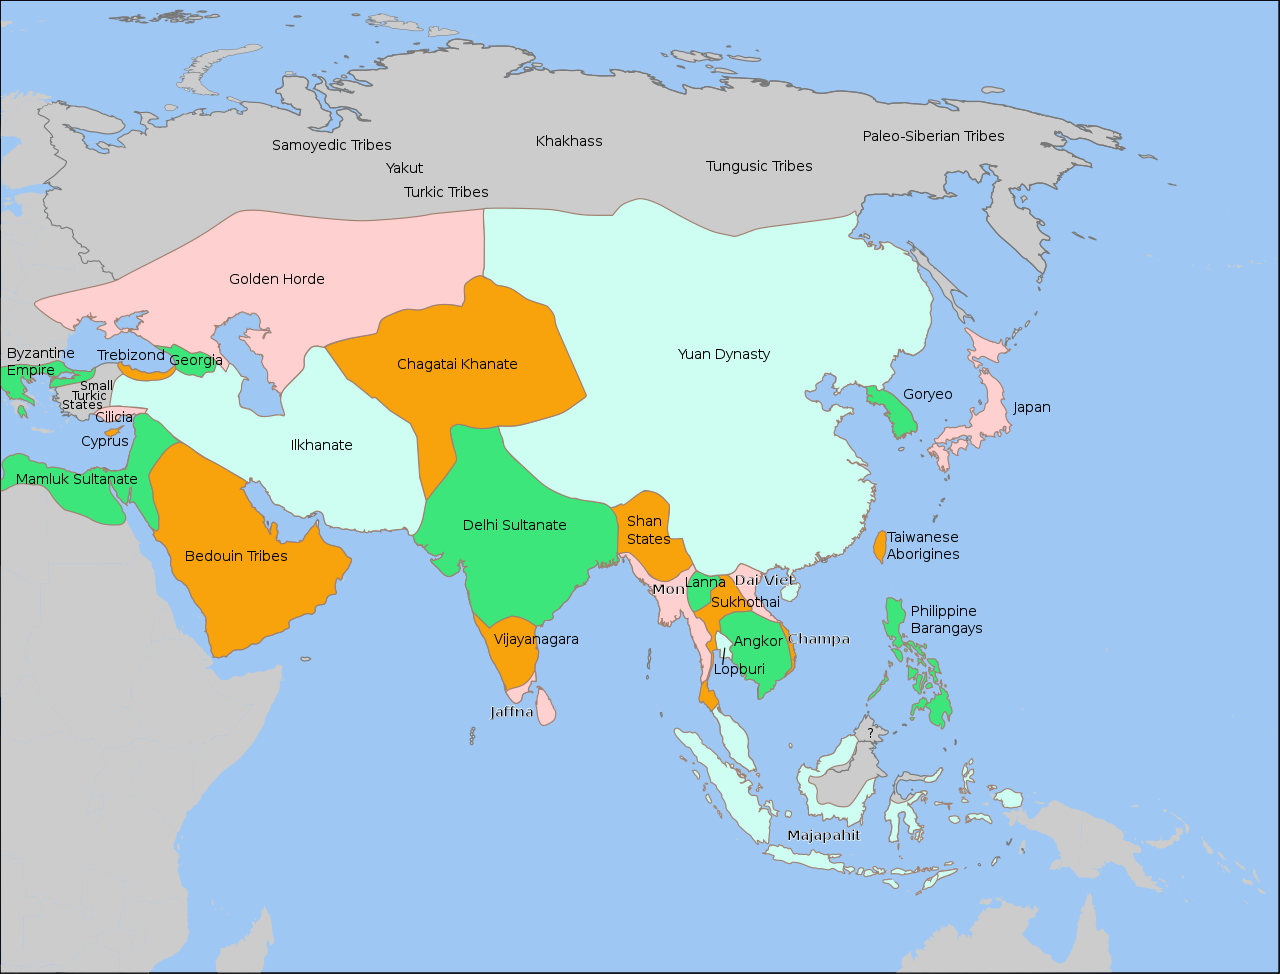 Paleo-Siberian Tribes
Khakhass
Samoyedic Tribes
Yakut
Tungusic Tribes
Turkic Tribes
Golden Horde
Byzantine
Empire
Trebizond
Georgia
Chagatai Khanate
Yuan Dynasty
Small
Turkic
States
Goryeo
Japan
Cilicia
Cyprus
Ilkhanate
Mamluk Sultanate
Delhi Sultanate
Shan
States
Bedouin Tribes
Taiwanese
Aborigines
Mon
Lanna
Dai Viet
Sukhothai
Philippine
Barangays
Vijayanagara
Angkor
Champa
Lopburi
Jaffna
?
Majapahit